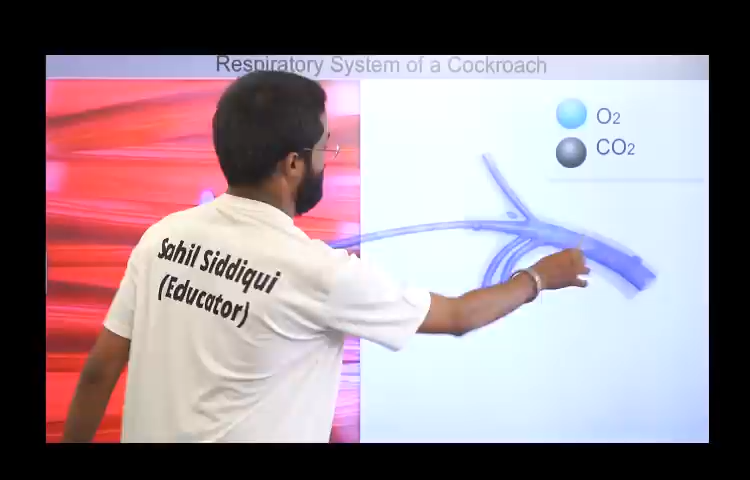 Respiratory System of a Cockroach
O2
CO2
Sahil Siddiqui
(Educator)